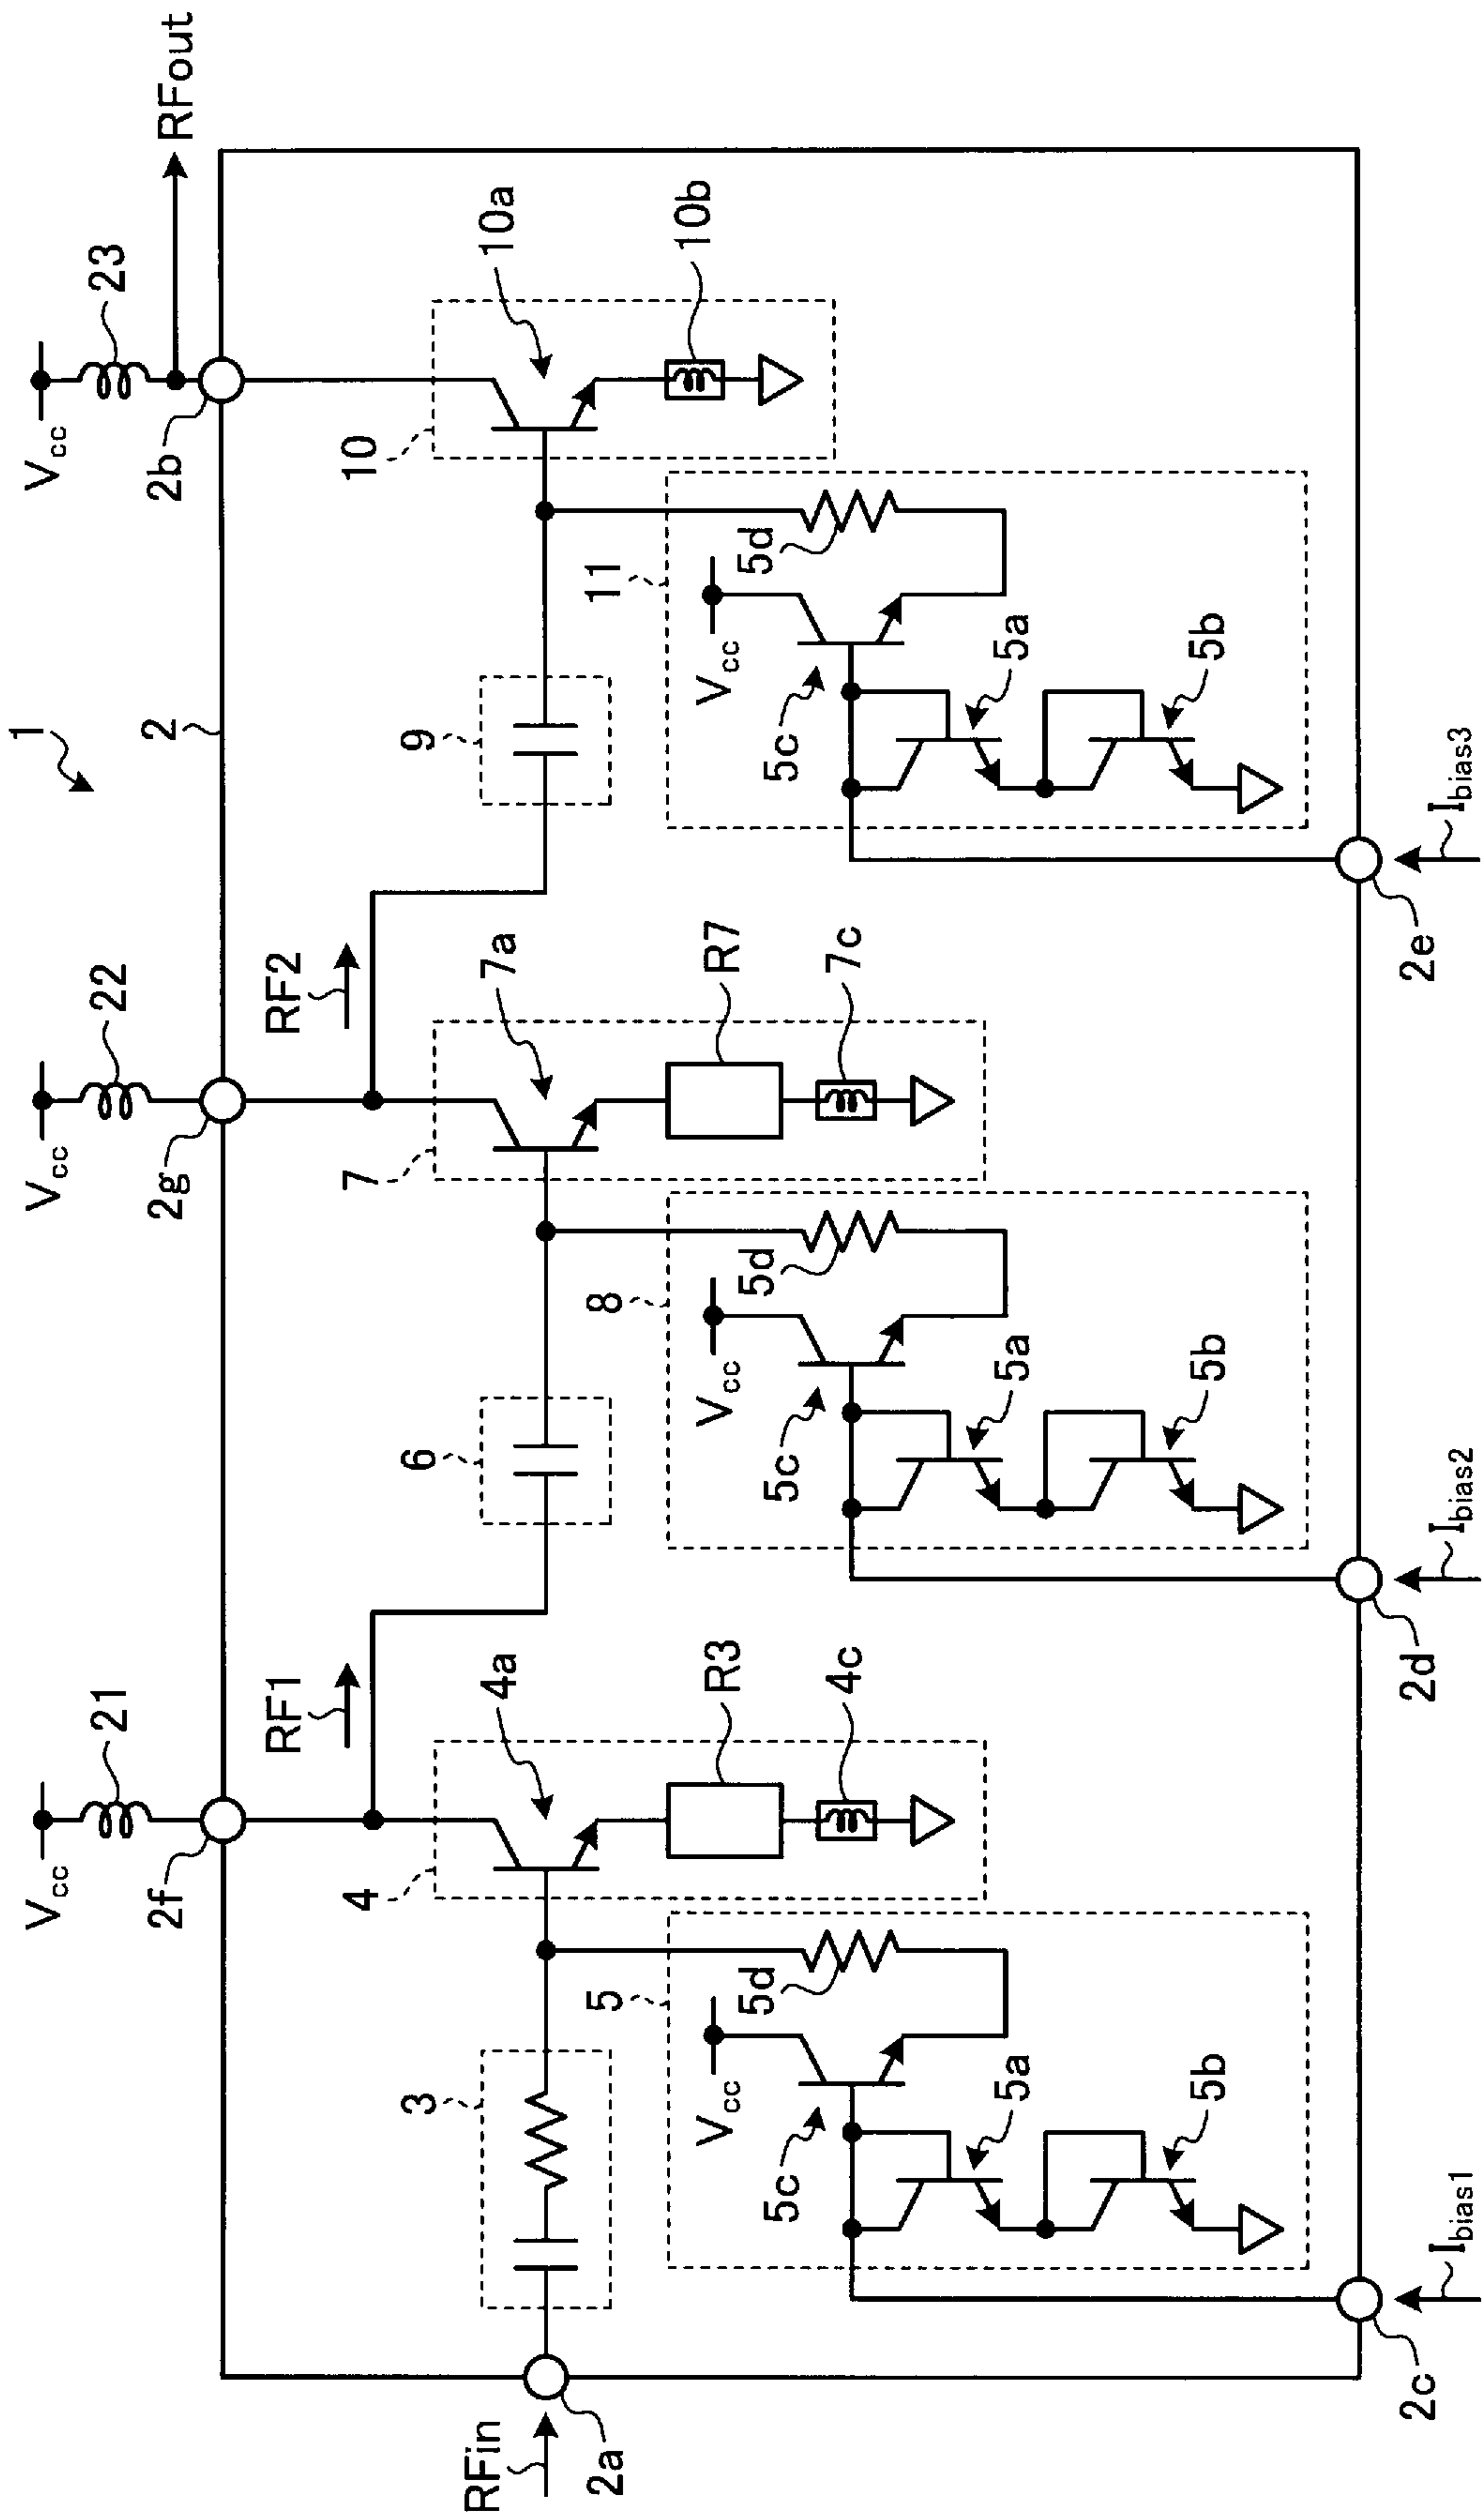 1
Vcc
21
Vcc
22
Vcc
23
2f
2g
2
2b
RFout
RF1
RF2
4
4a
7
7a
10
10a
RFin
2a
3
6
9
5
R3
8
R7
11
10b
Vcc
5d
Vcc
5d
Vcc
5d
5c
4c
5c
7c
5c
5a
5a
5a
5b
5b
5b
2c
2d
2e
Ibias1
Ibias2
Ibias3